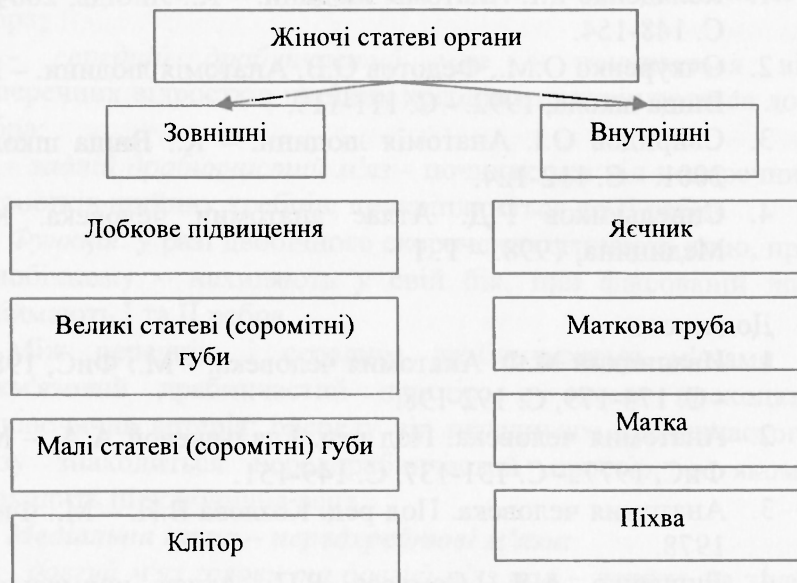 Жіночі статеві органи
Зовнішні
Внутрішні
Лобкове підвищення
Яєчник
Великі статеві (соромітні)
губи
Маткова труба
Малі статеві (соромітні) губи
Матка
Клітор
Піхва